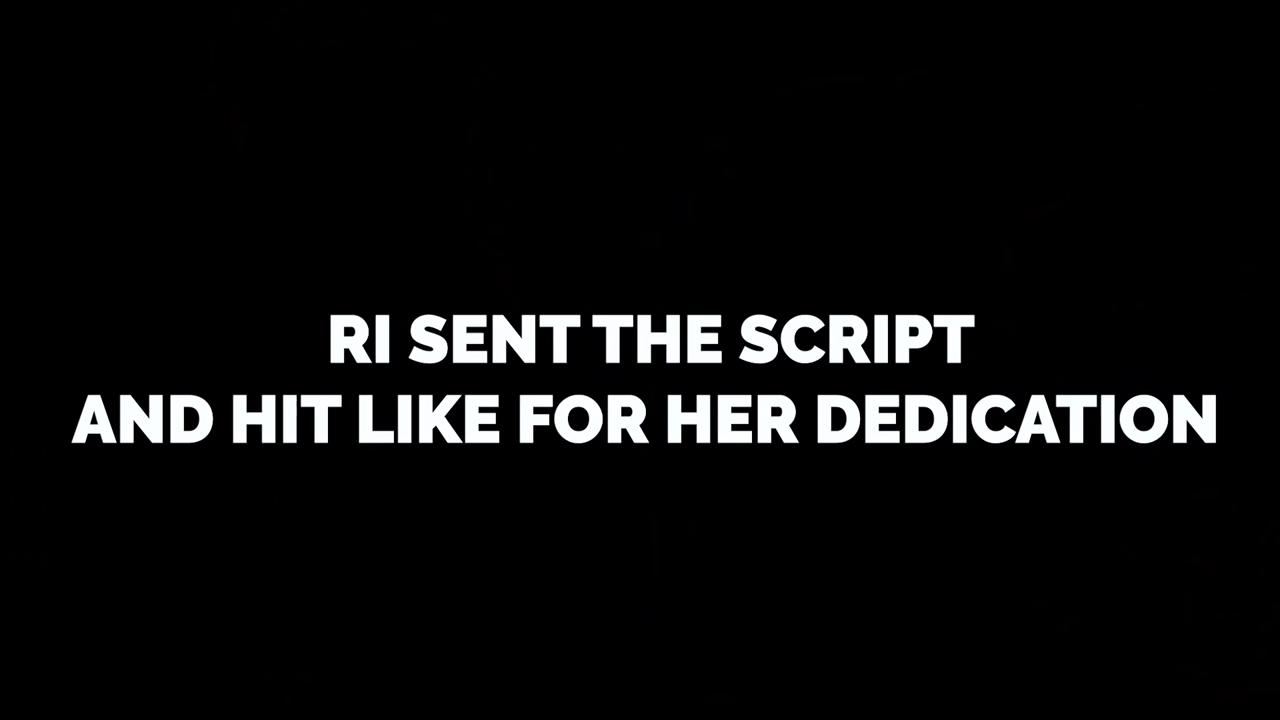 RI SENT THE SCRIPT
AND HIT LIKE FOR HER DEDICATION